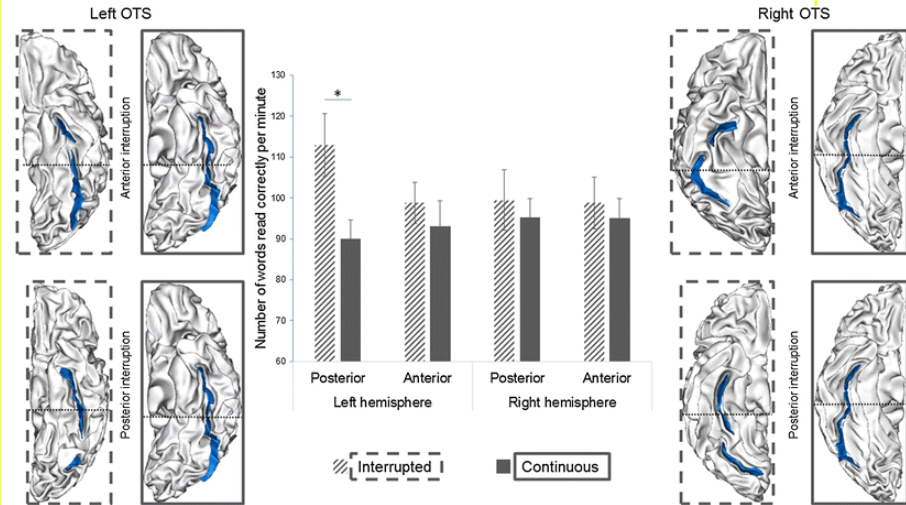 Left OTS
Right OTS
Anterior interruption
Posterior interruption
Number of words read correctly per minute
130
120
110
100
90
80
70
60
*
Posterior
Anterior
Posterior
Anterior
Left hemisphere
Right hemisphere
Interrupted
Continuous
Anterior interruption
Posterior interruption